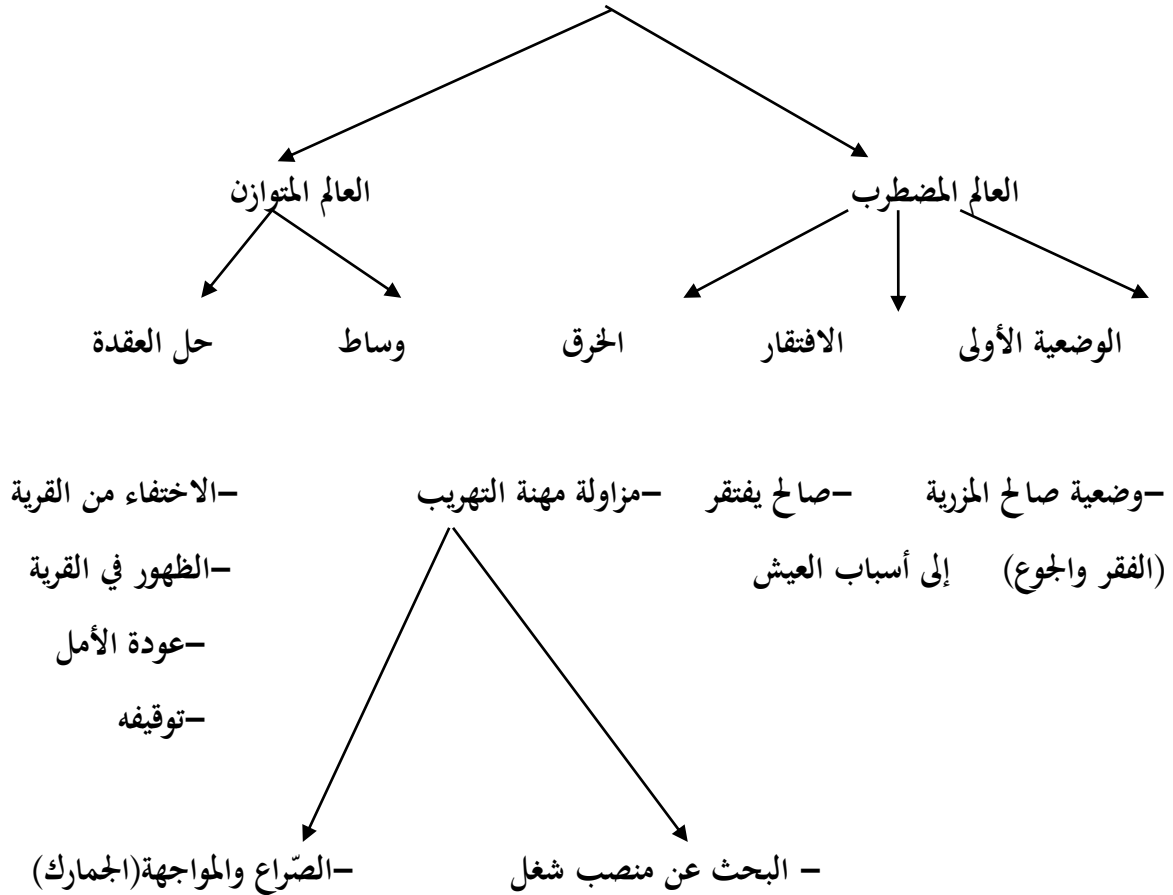 العالم المضطرب العالم المتوازن
الوضعية الأولى الافتقار الخرق وساط حل العقدة
–وضعية صالح المزرية –صالح يفتقر –مزاولة مهنة التهريب –الاختفاء من القرية
(الفقر والجوع) إلى أسباب العيش –الظهور في القرية
–عودة الأمل
–توقيفه
– البحث عن منصب شغل –الصّراع والمواجهة(الجمارك)